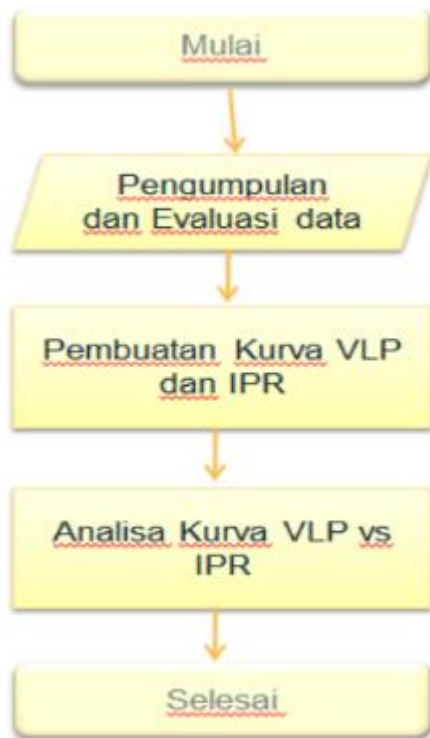 Mulai
Pengumpulan
dan Evaluasi data
Pembuatan Kurva VLP
dan IPR
Analisa Kurva VLP vs
IPR
Selesai